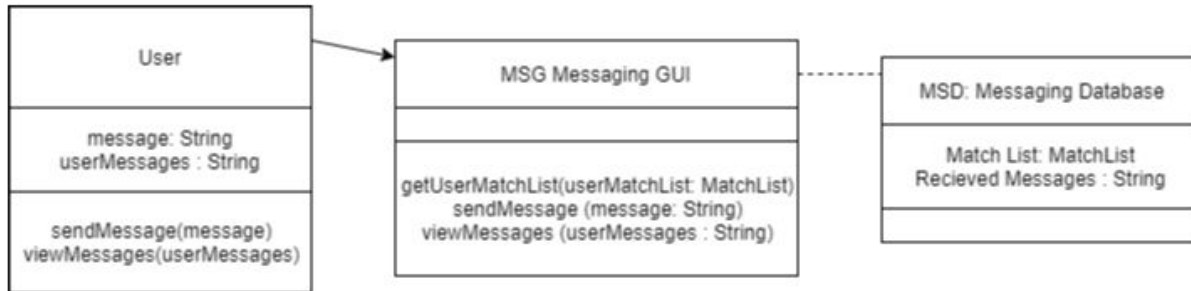 User
message: String
userMessages : String
sendMessage(message)
viewMessages(userMessages)
MSG Messaging GUI
getUserMatchList(userMatchList: MatchList)
sendMessage (message: String)
viewMessages (userMessages : String)
MSD: Messaging Database
Match List: MatchList
Recieved Messages : String